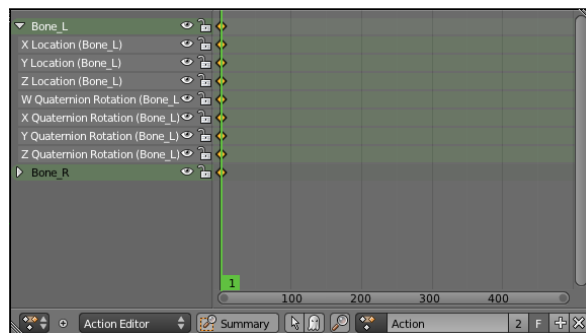 Bone_L
X Location (Bone_L)
Y Location (Bone_L)
Z Location (Bone_L)
W Quaternion Rotation (Bone_L
X Quaternion Rotation (Bone_L)
Y Quaternion Rotation (Bone_L)
Z Quaternion Rotation (Bone_L)
Bone_R
1
100 200 300 400
Action Editor Summary Action 2 F